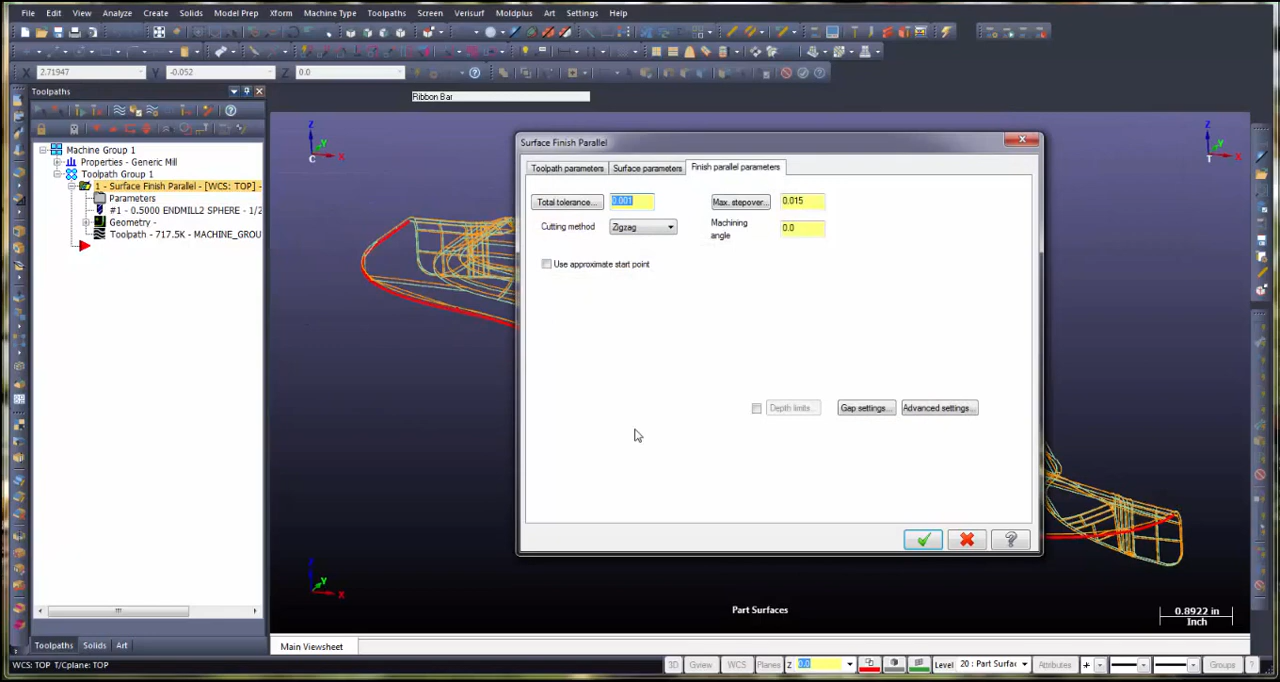 File Edit View Analyze Create Solids Model Prep Xform Machine Type Toolpaths Screen Verisurf Moldplus Art Settings Help
X 2.71947 Y -0.052 Z 0.0
Toolpaths
Ribbon Bar
Machine Group 1
Properties - Generic Mill
Toolpath Group 1
1 - Surface Finish Parallel - [WCS: TOP] -
Parameters
#1 - 0.5000 ENDMILL2 SPHERE - 1/2
Geometry -
Toolpath - 717.5K - MACHINE_GROU
Z
Y
X
C
Z
Y
X
T
Surface Finish Parallel
Toolpath parameters Surface parameters Finish parallel parameters
Total tolerance... 0.001 Max. stepover... 0.015
Cutting method Zigzag Machining angle 0.0
Use approximate start point
Depth limits... Gap settings... Advanced settings...
Z
Y
X
Part Surfaces
0.8922 in
Inch
Toolpaths Solids Art
Main Viewsheet
WCS: TOP T/Cplane: TOP 3D Gview WCS Planes Z 0.0 Level 20 : Part Surfac Attributes Groups ?